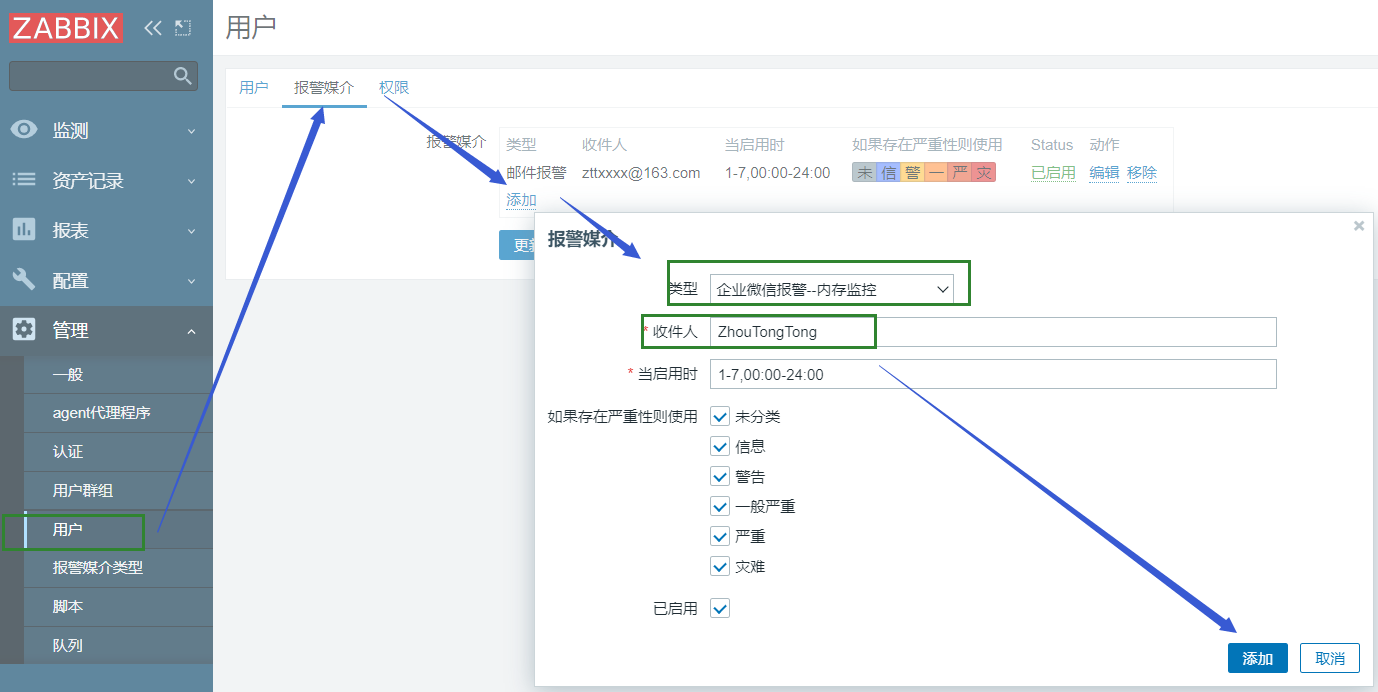 ZABBIX
用户
监测
资产记录
报表
配置
管理
一般
agent代理程序
认证
用户群组
用户
报警媒介类型
脚本
队列
用户 报警媒介 权限
报警媒介 类型 收件人 当启用时 如果存在严重性则使用 Status 动作
邮件报警 zttxxxx@163.com 1-7,00:00-24:00 未 信 警 一 严 灾 已启用 编辑 移除
添加
报警媒介
类型 企业微信报警--内存监控
* 收件人 ZhouTongTong
* 当启用时 1-7,00:00-24:00
如果存在严重性则使用 未分类
信息
警告
一般严重
严重
灾难
已启用
添加 取消